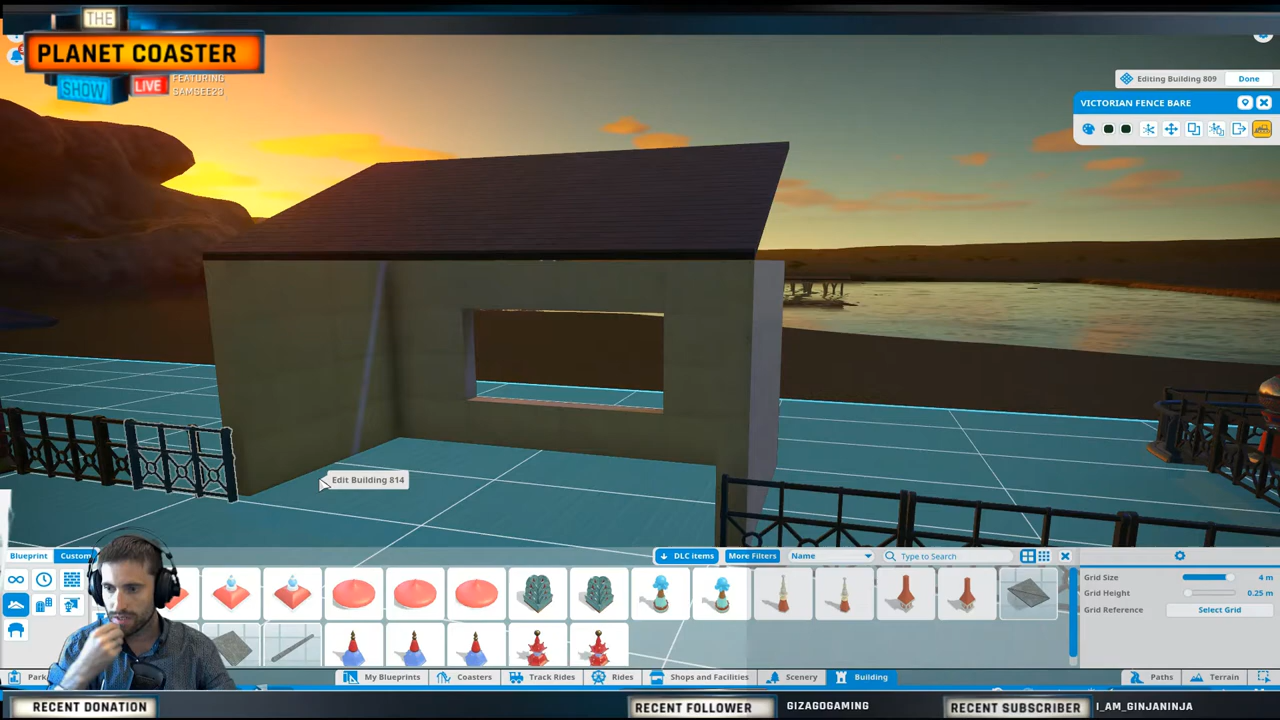 THE
PLANET COASTER
SHOW
LIVE
FEATURING
SAMSEE23
Editing Building 809
Done
VICTORIAN FENCE BARE
Edit Building 814
Blueprint
Custom
DLC items
More Filters
Name
Type to Search
Grid Size
4 m
Grid Height
0.25 m
Grid Reference
Select Grid
Park
My Blueprints
Coasters
Track Rides
Rides
Shops and Facilities
Scenery
Building
Paths
Terrain
RECENT DONATION
RECENT FOLLOWER
GIZAGOGAMING
RECENT SUBSCRIBER
I_AM_GINJANINJA